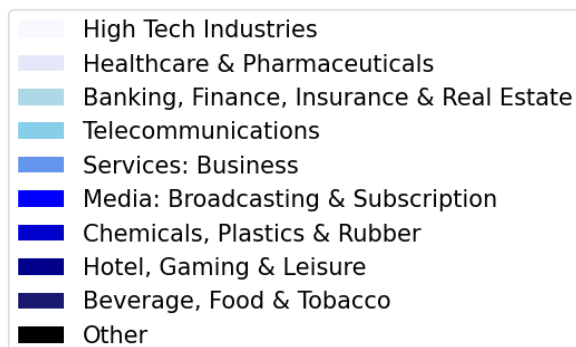 High Tech Industries
Healthcare & Pharmaceuticals
Banking, Finance, Insurance & Real Estate
Telecommunications
Services: Business
Media: Broadcasting & Subscription
Chemicals, Plastics & Rubber
Hotel, Gaming & Leisure
Beverage, Food & Tobacco
Other